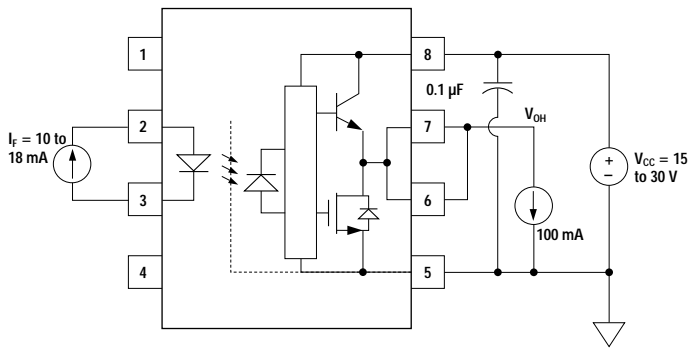 1
8
0.1 µF
I_F = 10 to
18 mA
2
7
V_OH
+
−
V_CC = 15
to 30 V
3
6
100 mA
4
5